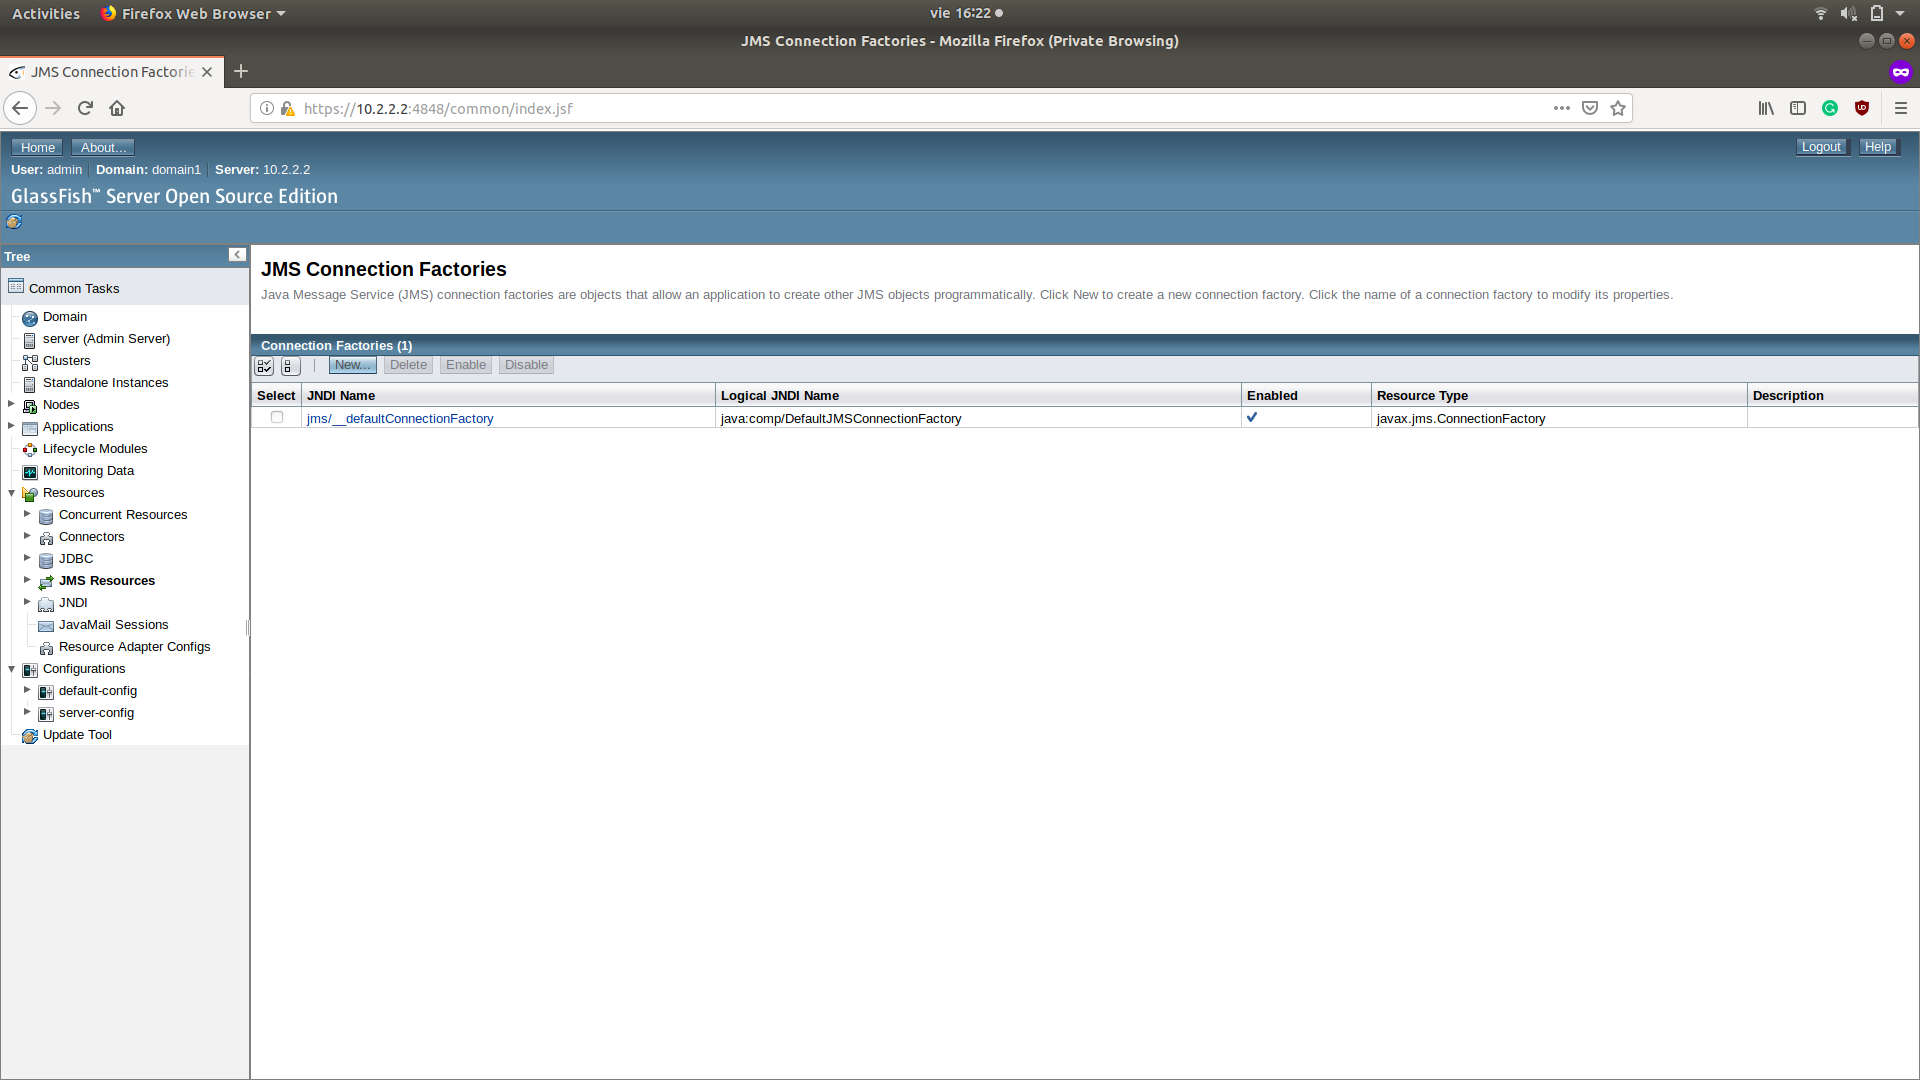 Activities Firefox Web Browser vie 16:22
JMS Connection Factories - Mozilla Firefox (Private Browsing)
JMS Connection Factorie
https://10.2.2.2:4848/common/index.jsf
Home About... Logout Help
User: admin Domain: domain1 Server: 10.2.2.2
GlassFish™ Server Open Source Edition
Tree
Common Tasks
Domain
server (Admin Server)
Clusters
Standalone Instances
Nodes
Applications
Lifecycle Modules
Monitoring Data
Resources
Concurrent Resources
Connectors
JDBC
JMS Resources
JNDI
JavaMail Sessions
Resource Adapter Configs
Configurations
default-config
server-config
Update Tool
JMS Connection Factories
Java Message Service (JMS) connection factories are objects that allow an application to create other JMS objects programmatically. Click New to create a new connection factory. Click the name of a connection factory to modify its properties.
Connection Factories (1)
New... Delete Enable Disable
Select JNDI Name Logical JNDI Name Enabled Resource Type Description
jms/__defaultConnectionFactory java:comp/DefaultJMSConnectionFactory javax.jms.ConnectionFactory